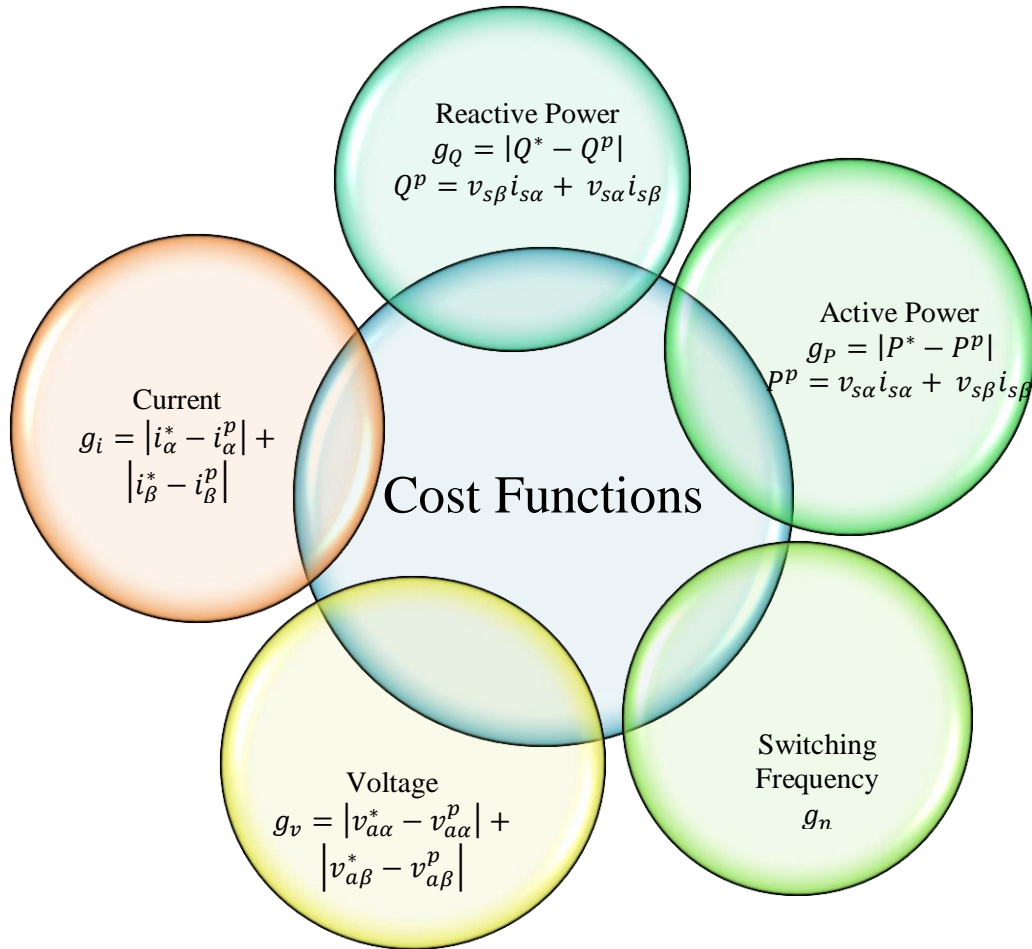 Reactive Power
g_Q = |Q* − Q^p|
Q^p = v_{sβ}i_{sα} + v_{sα}i_{sβ}
Active Power
g_P = |P* − P^p|
P^p = v_{sα}i_{sα} + v_{sβ}i_{sβ}
Current
g_i = |i_α^* − i_α^p| +
|i_β^* − i_β^p|
Cost Functions
Voltage
g_v = |v_{aα}^* − v_{aα}^p| +
|v_{aβ}^* − v_{aβ}^p|
Switching
Frequency
g_n